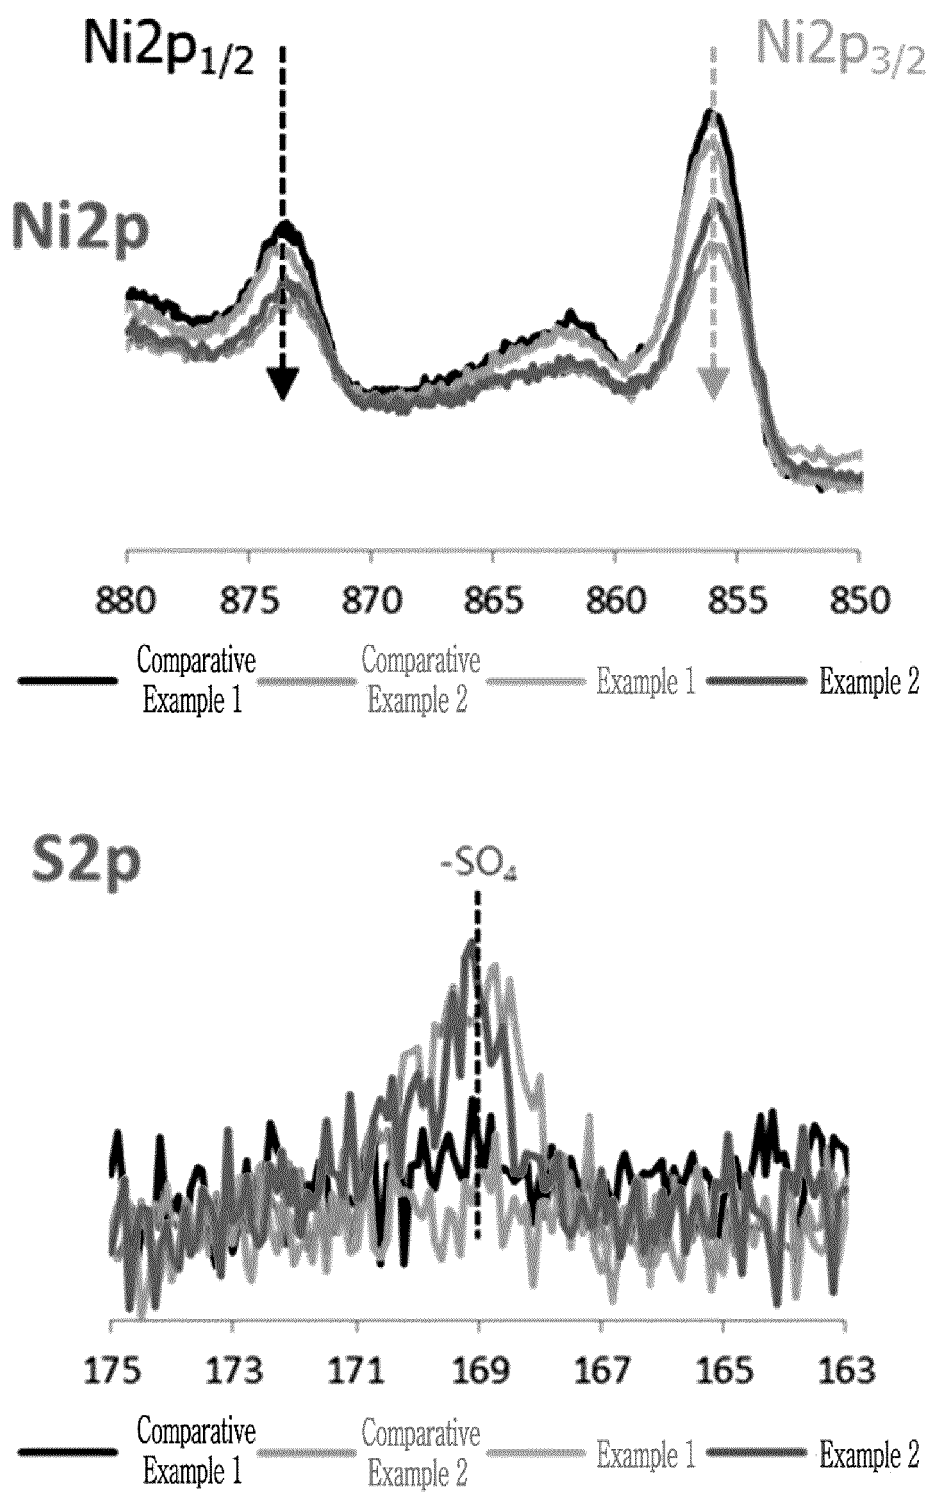 Ni2p1/2
Ni2p3/2
Ni2p
880 875 870 865 860 855 850
Comparative Example 1
Comparative Example 2
Example 1
Example 2
S2p
-SO4
175 173 171 169 167 165 163
Comparative Example 1
Comparative Example 2
Example 1
Example 2